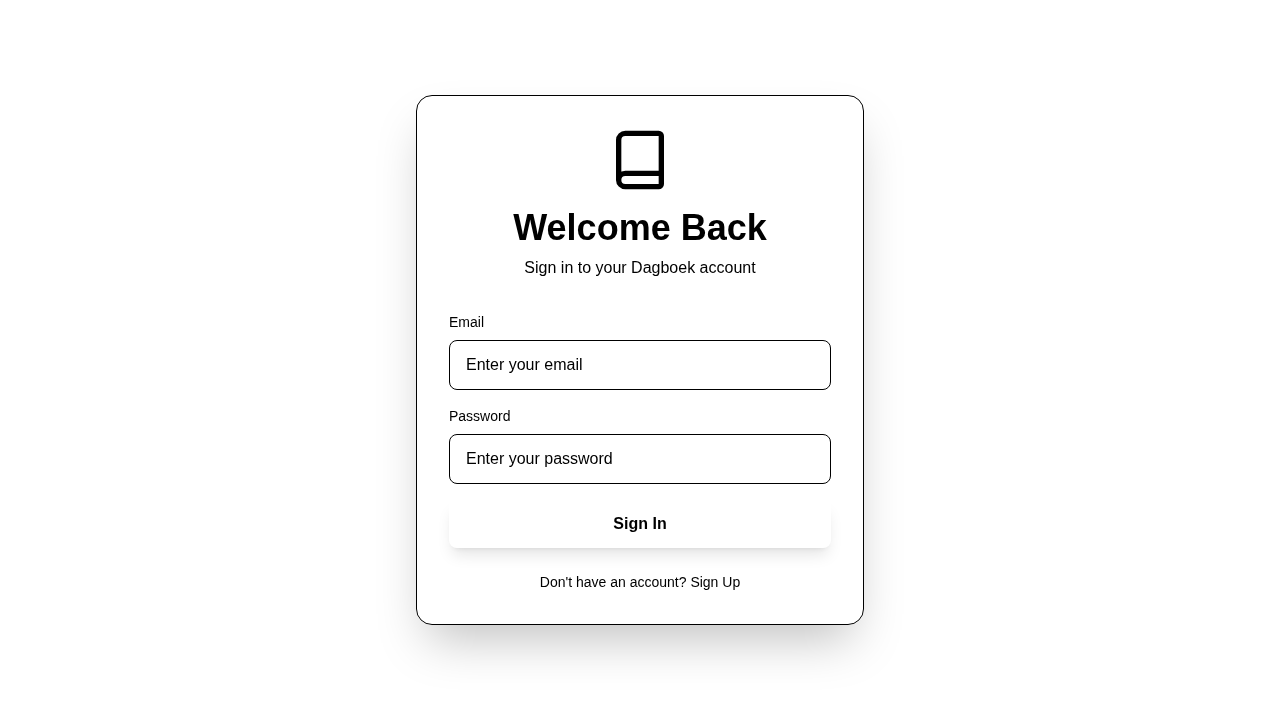 Welcome Back
Sign in to your Dagboek account
Email
Enter your email
Password
Enter your password
Sign In
Don't have an account? Sign Up